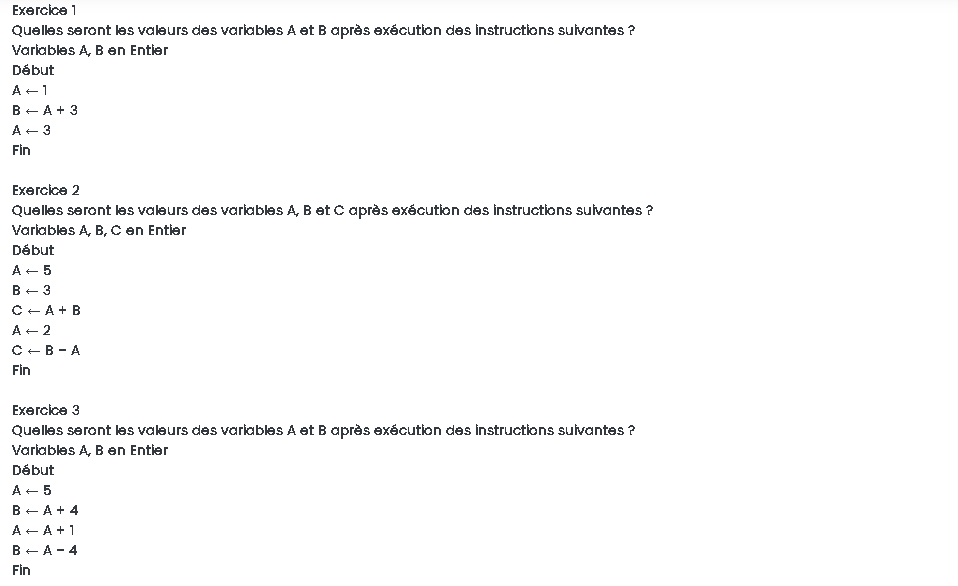 Exercice 1
Quelles seront les valeurs des variables A et B après exécution des instructions suivantes ?
Variables A, B en Entier
Début
A ← 1
B ← A + 3
A ← 3
Fin
Exercice 2
Quelles seront les valeurs des variables A, B et C après exécution des instructions suivantes ?
Variables A, B, C en Entier
Début
A ← 5
B ← 3
C ← A + B
A ← 2
C ← B – A
Fin
Exercice 3
Quelles seront les valeurs des variables A et B après exécution des instructions suivantes ?
Variables A, B en Entier
Début
A ← 5
B ← A + 4
A ← A + 1
B ← A – 4
Fin